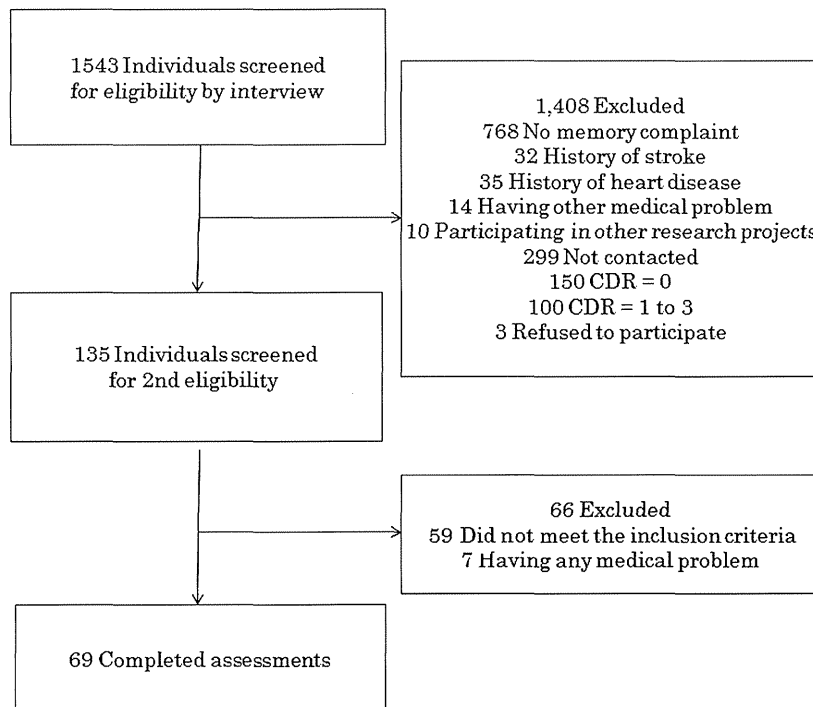 1543 Individuals screened
for eligibility by interview
1,408 Excluded
768 No memory complaint
32 History of stroke
35 History of heart disease
14 Having other medical problem
10 Participating in other research projects
299 Not contacted
150 CDR = 0
100 CDR = 1 to 3
3 Refused to participate
135 Individuals screened
for 2nd eligibility
66 Excluded
59 Did not meet the inclusion criteria
7 Having any medical problem
69 Completed assessments